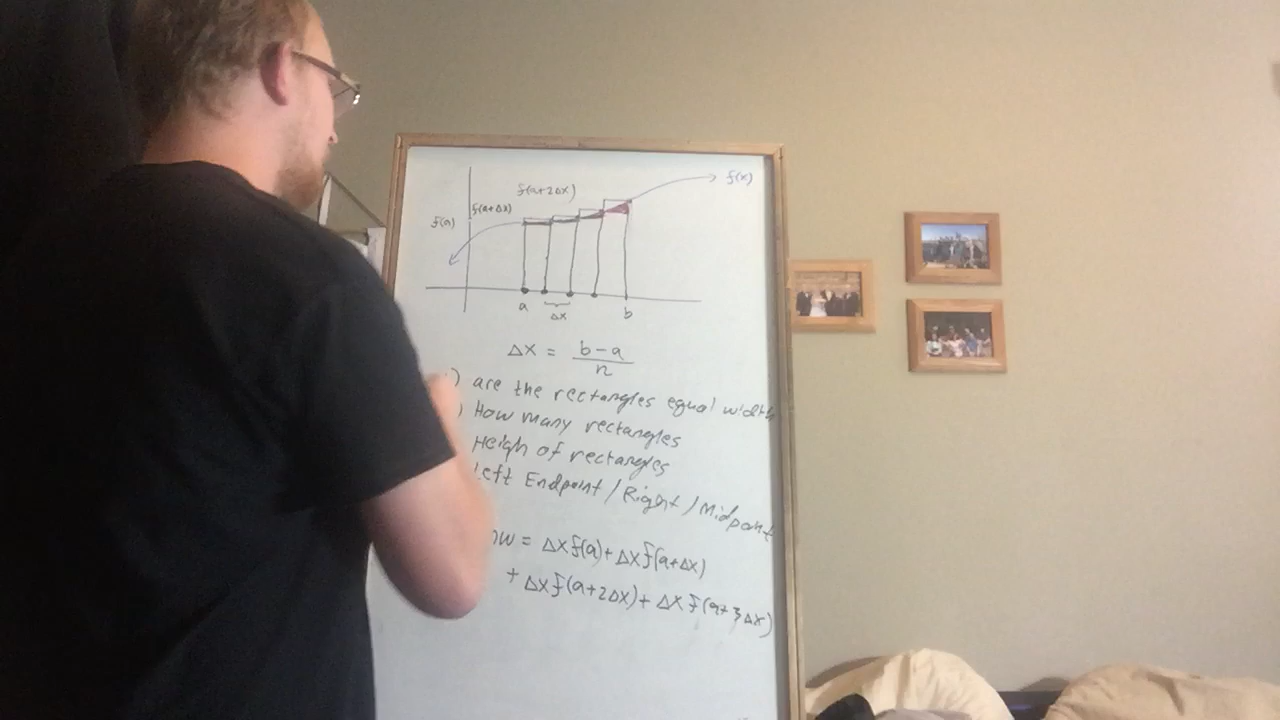 f(x)
f(a+2Δx)
f(a+Δx)
f(a)
a Δx b
Δx = b-a / n
) are the rectangles equal width
) How many rectangles
Heigh of rectangles
Left Endpoint / Right / Midpoint
= Δx f(a) + Δx f(a+Δx)
+ Δx f(a+2Δx) + Δx f(a+3Δx)